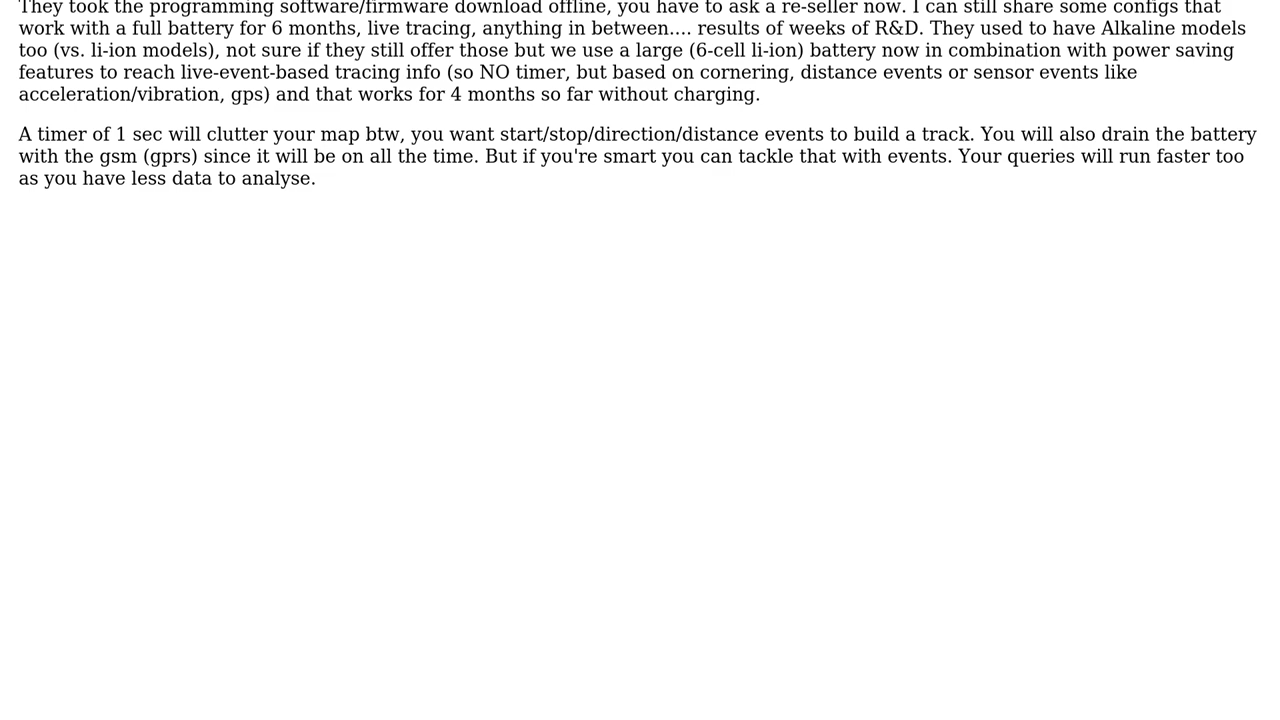 They took the programming software/firmware download offline, you have to ask a re-seller now. I can still share some configs that
work with a full battery for 6 months, live tracing, anything in between.... results of weeks of R&D. They used to have Alkaline models
too (vs. li-ion models), not sure if they still offer those but we use a large (6-cell li-ion) battery now in combination with power saving
features to reach live-event-based tracing info (so NO timer, but based on cornering, distance events or sensor events like
acceleration/vibration, gps) and that works for 4 months so far without charging.
A timer of 1 sec will clutter your map btw, you want start/stop/direction/distance events to build a track. You will also drain the battery
with the gsm (gprs) since it will be on all the time. But if you're smart you can tackle that with events. Your queries will run faster too
as you have less data to analyse.